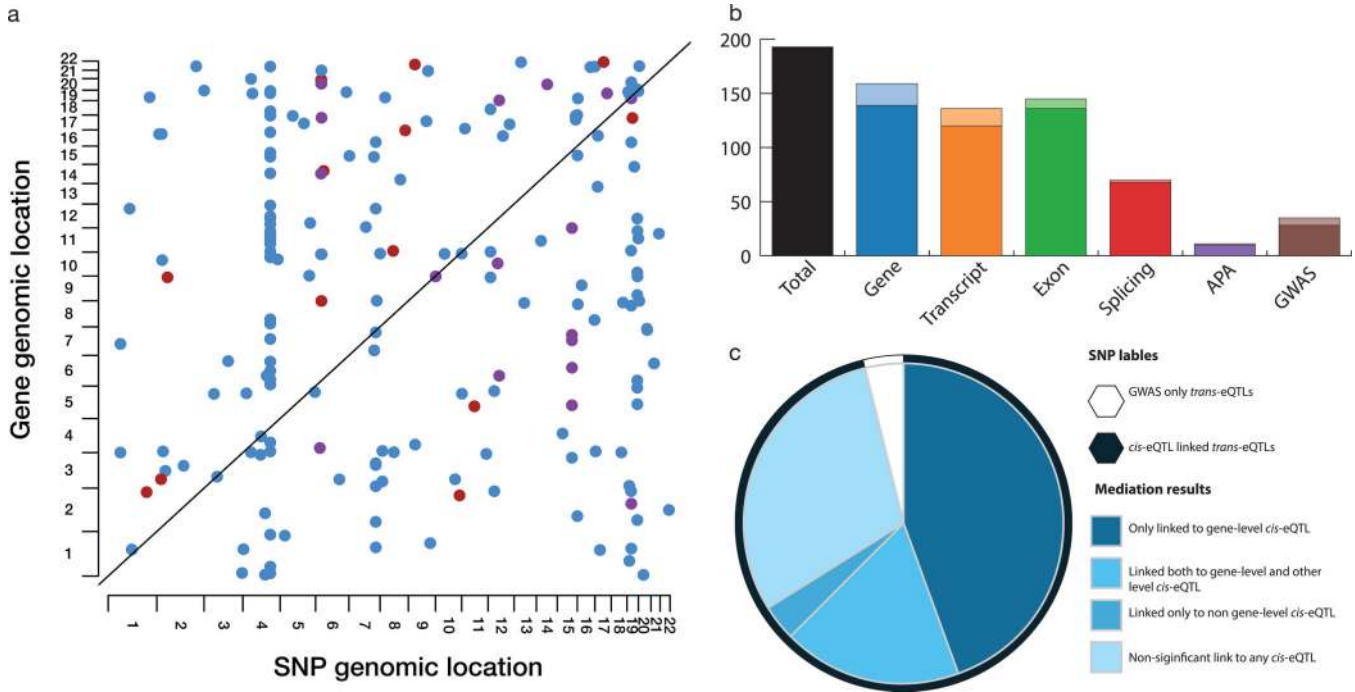 a
Gene genomic location
22
21
20
19
18
17
16
15
14
13
12
11
10
9
8
7
6
5
4
3
2
1
1
2
3
4
5
6
7
8
9
10
11
12
13
14
15
16
17
19
20
21
22
SNP genomic location
b
200
150
100
50
0
Total
Gene
Transcript
Exon
Splicing
APA
GWAS
c
SNP lables
GWAS only trans-eQTLs
cis-eQTL linked trans-eQTLs
Mediation results
Only linked to gene-level cis-eQTL
Linked both to gene-level and other
level cis-eQTL
Linked only to non gene-level cis-eQTL
Non-siginficant link to any cis-eQTL